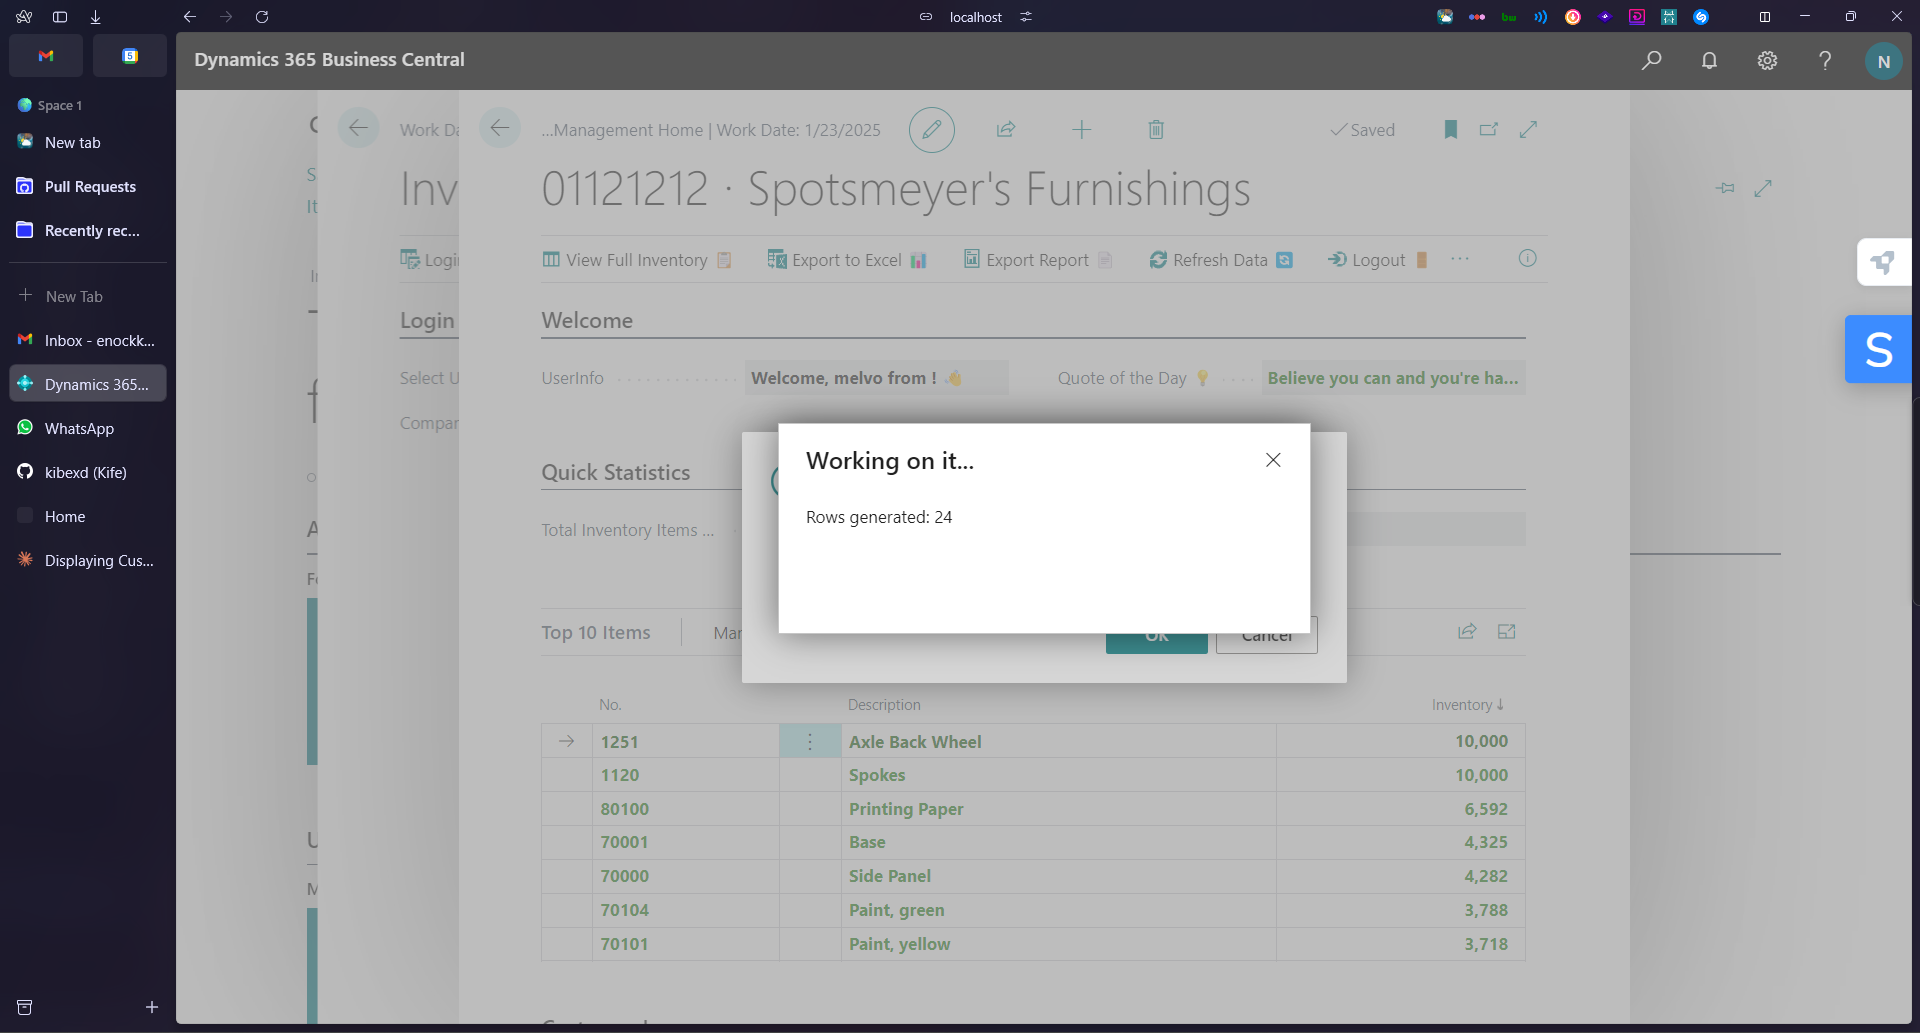 localhost
5
Space 1
New tab
Pull Requests
Recently rec...
New Tab
Inbox - enockk...
Dynamics 365...
WhatsApp
kibexd (Kife)
Home
Displaying Cus...
Dynamics 365 Business Central
N
...Management Home | Work Date: 1/23/2025
Saved
Work Da
Inv
01121212 · Spotsmeyer's Furnishings
Logi
View Full Inventory
Export to Excel
Export Report
Refresh Data
Logout
...
S
It
Login
Welcome
Select U
UserInfo
Welcome, melvo from !
Quote of the Day
Believe you can and you're ha...
Compar
Working on it...
Rows generated: 24
Quick Statistics
Total Inventory Items ...
OK
Cancel
Top 10 Items
Mar
No.
Description
Inventory ↓
1251
Axle Back Wheel
10,000
1120
Spokes
10,000
80100
Printing Paper
6,592
70001
Base
4,325
70000
Side Panel
4,282
70104
Paint, green
3,788
70101
Paint, yellow
3,718
S